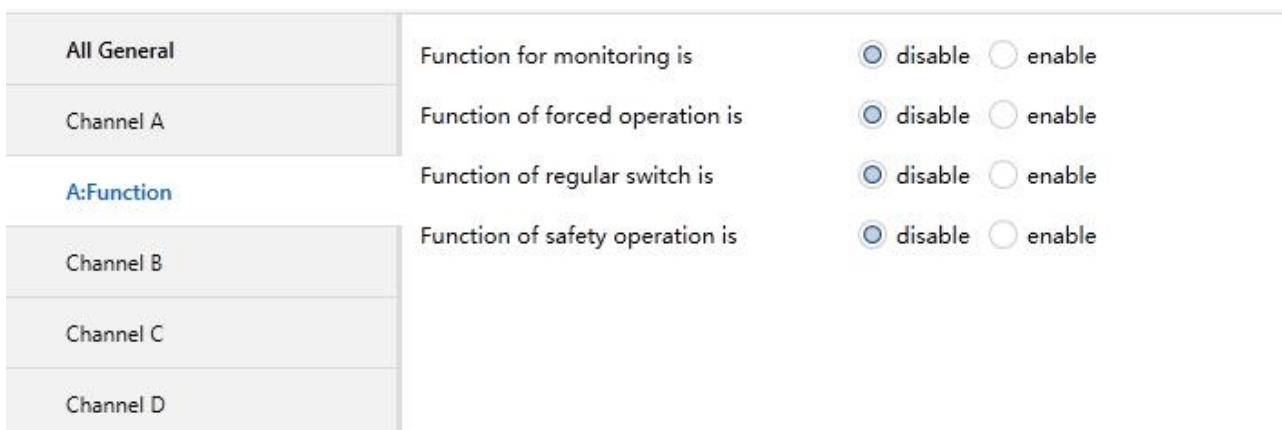 All General
Channel A
A:Function
Channel B
Channel C
Channel D
Function for monitoring is disable enable
Function of forced operation is disable enable
Function of regular switch is disable enable
Function of safety operation is disable enable